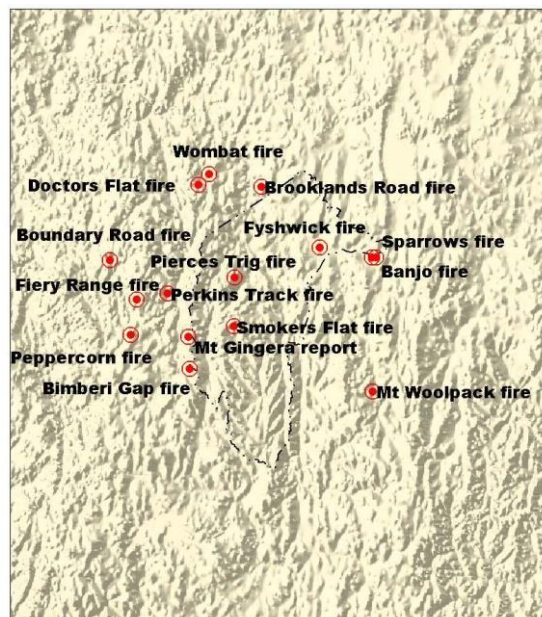 Wombat fire
Doctors Flat fire
Brooklands Road fire
Fyshwick fire
Boundary Road fire
Sparrows fire
Pierces Trig fire
Banjo fire
Fiery Range fire
Perkins Track fire
Smokers Flat fire
Mt Gingera report
Peppercorn fire
Bimberi Gap fire
Mt Woolpack fire